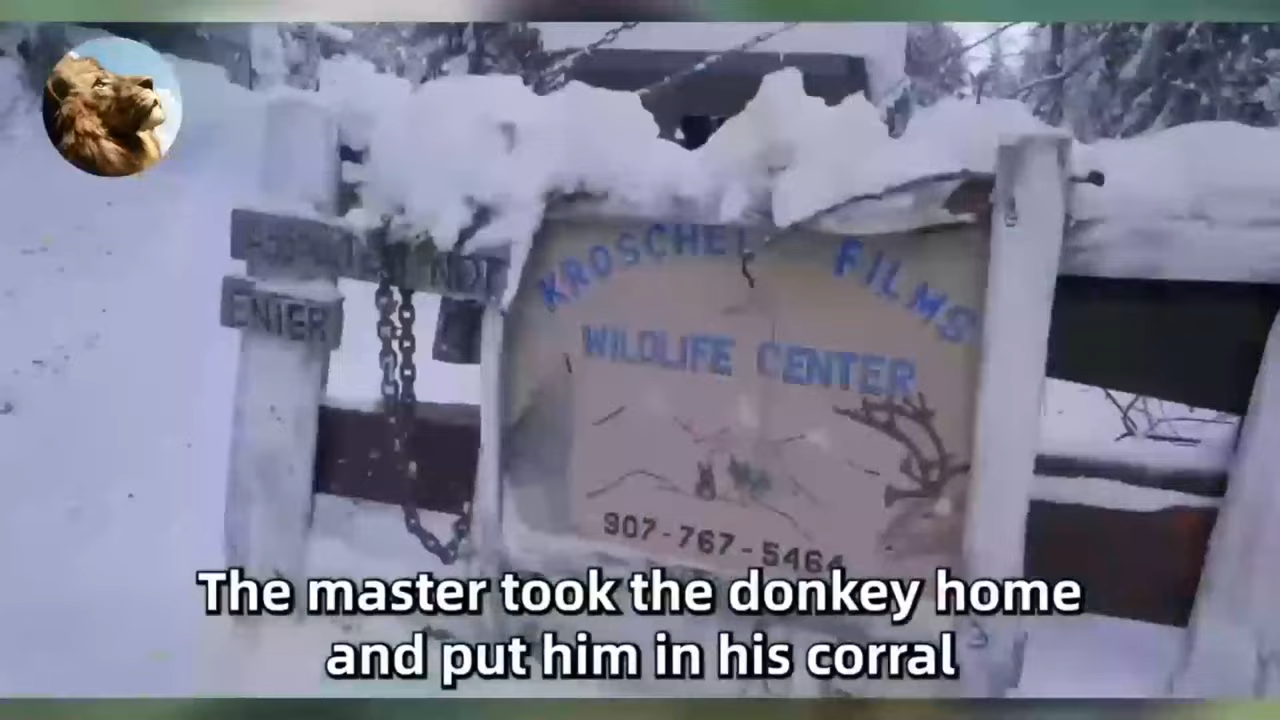 KROSCHEL FILMS
WILDLIFE CENTER
NOT
ENTER
907-767-5464
The master took the donkey home
and put him in his corral